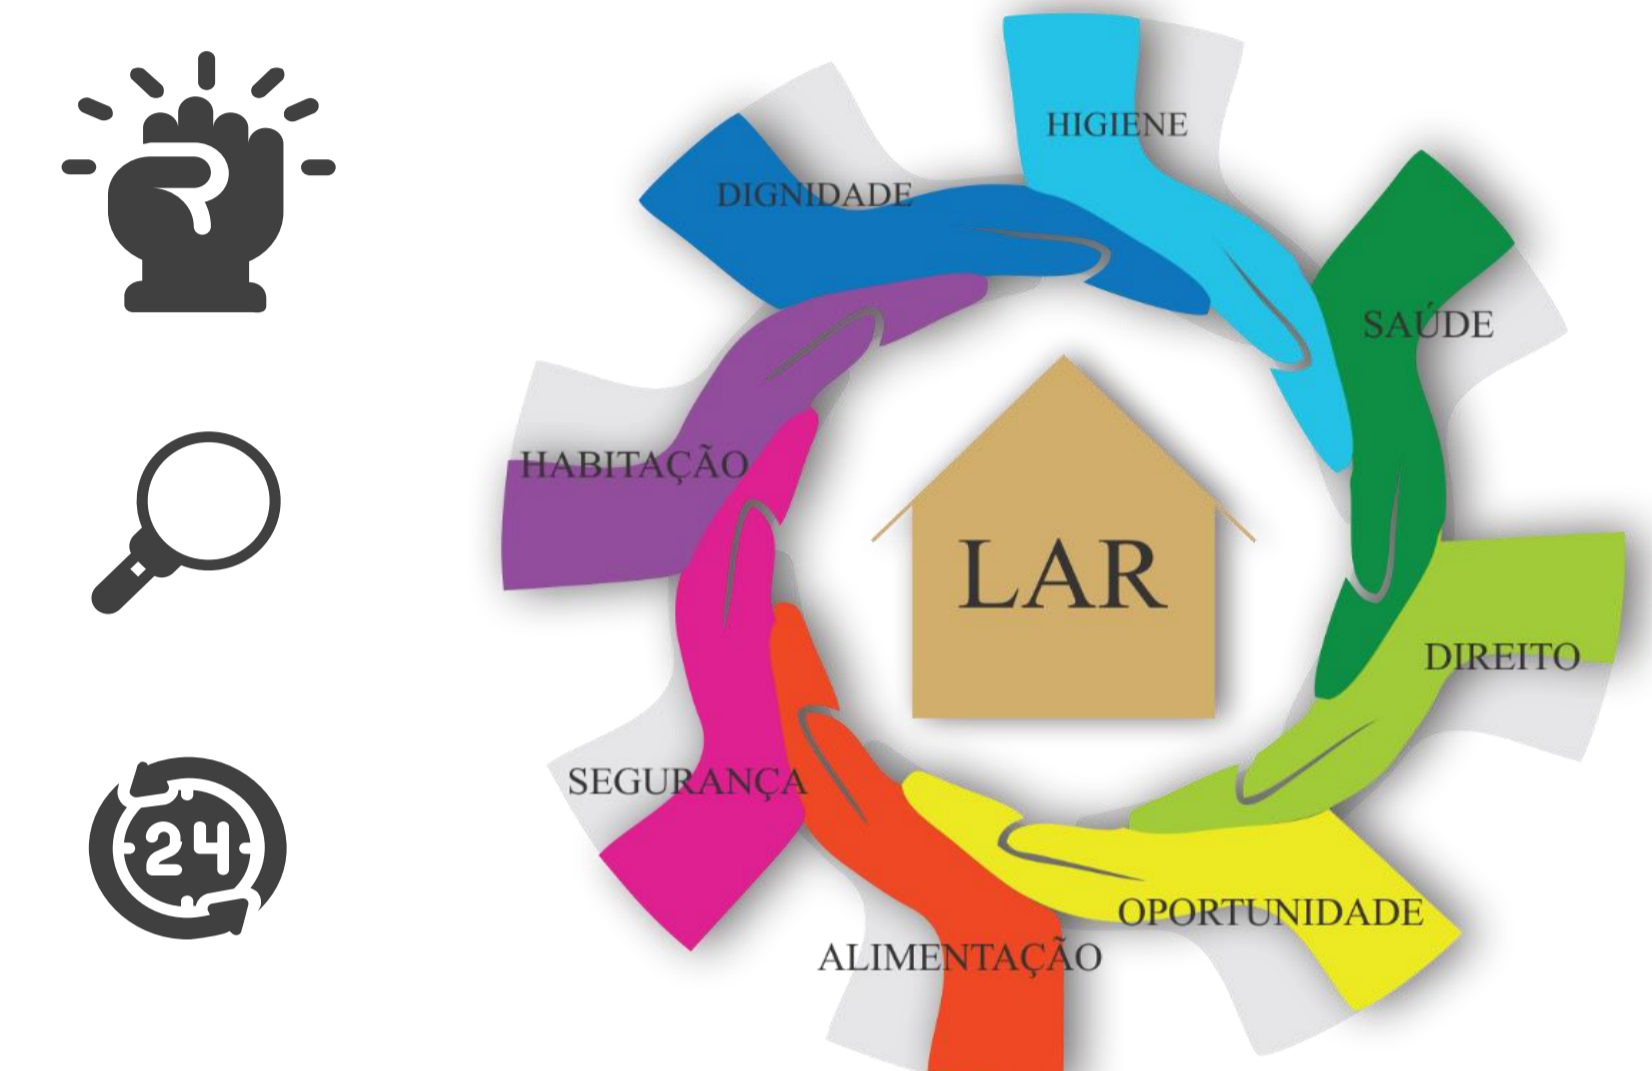 HIGIENE
DIGNIDADE
SAÚDE
HABITAÇÃO
LAR
DIREITO
SEGURANÇA
24
OPORTUNIDADE
ALIMENTAÇÃO